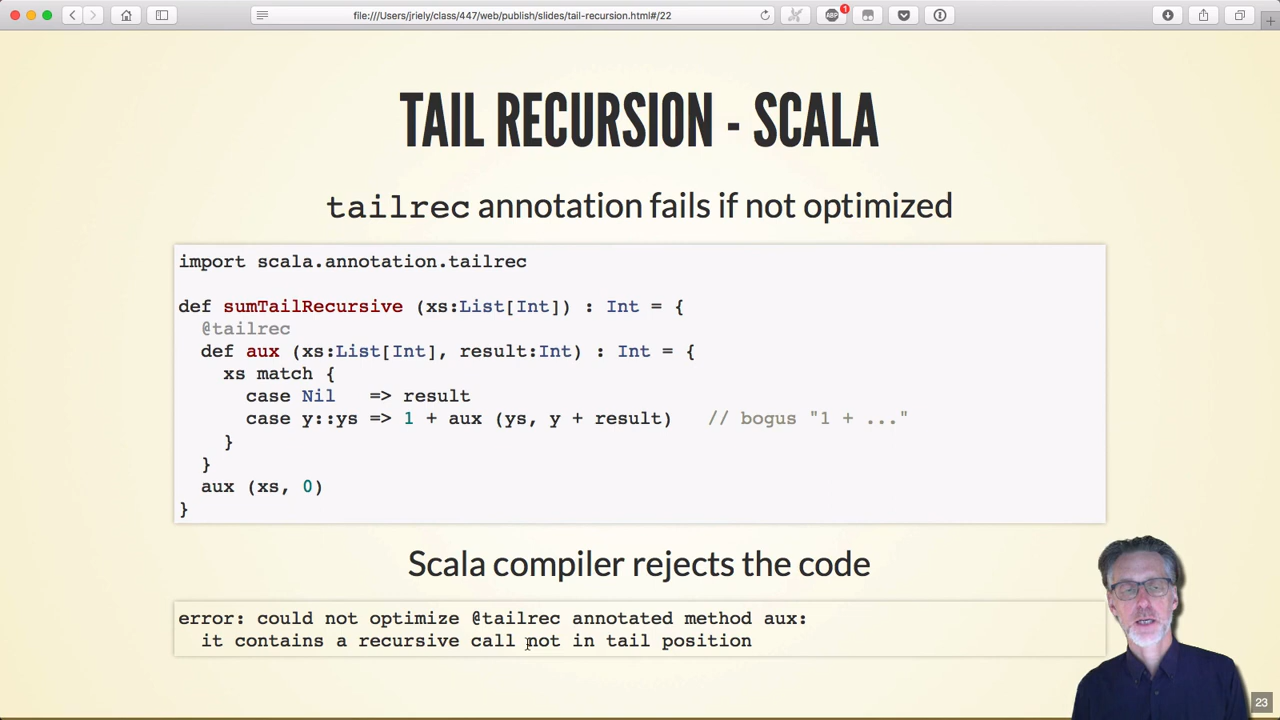 file:///Users/jriely/class/447/web/publish/slides/tail-recursion.html#/22
ABP
1
TAIL RECURSION - SCALA
tailrec annotation fails if not optimized
import scala.annotation.tailrec
def sumTailRecursive (xs:List[Int]) : Int = {
  @tailrec
  def aux (xs:List[Int], result:Int) : Int = {
    xs match {
      case Nil   => result
      case y::ys => 1 + aux (ys, y + result)   // bogus "1 + ..."
    }
  }
  aux (xs, 0)
}
Scala compiler rejects the code
error: could not optimize @tailrec annotated method aux:
  it contains a recursive call not in tail position
23